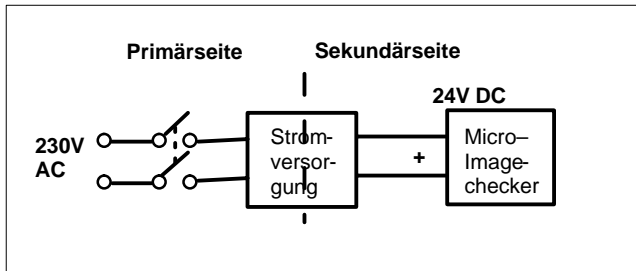 Primärseite
Sekundärseite
24V DC
230V
AC
Strom-
versor-
gung
+
Micro–
Image-
checker